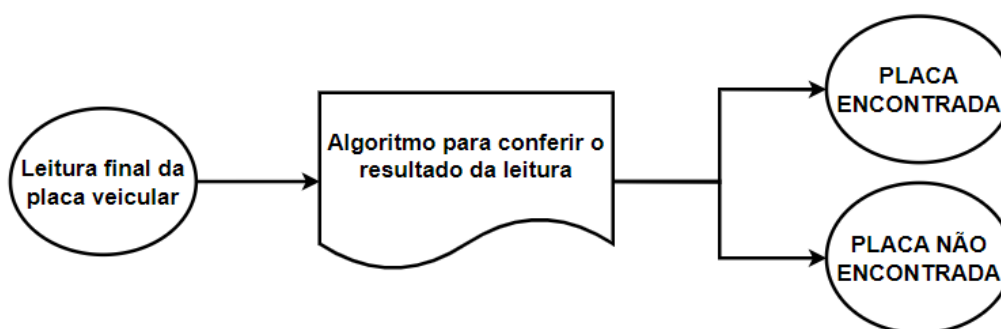 Leitura final da
placa veicular
Algoritmo para conferir o
resultado da leitura
PLACA
ENCONTRADA
PLACA NÃO
ENCONTRADA